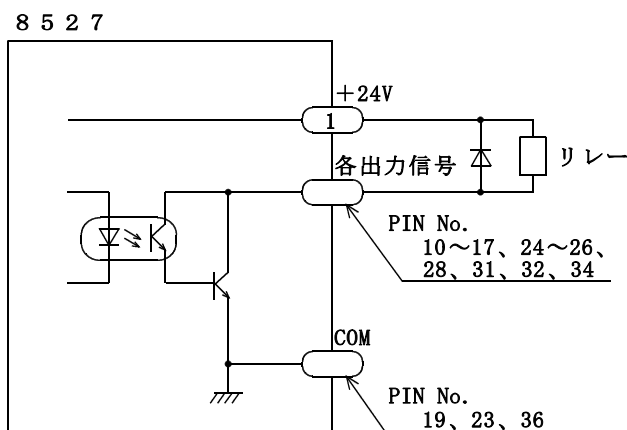 ８５２７
＋24V
1
リレー
各出力信号
PIN No.
10～17、24～26、
28、31、32、34
COM
PIN No.
19、23、36